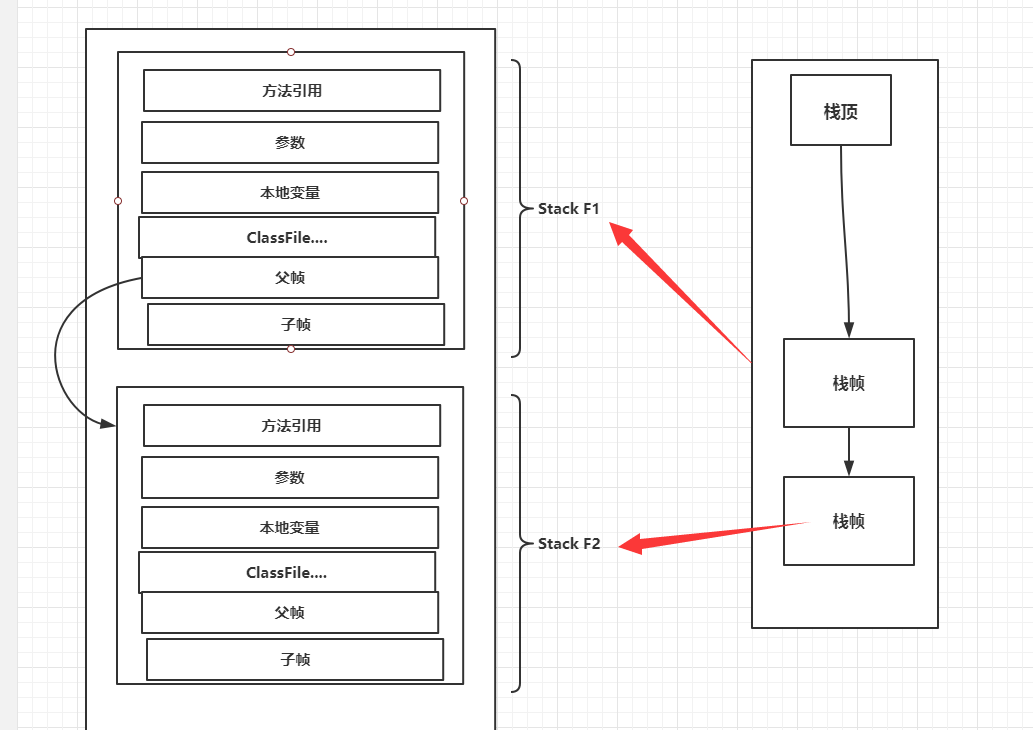 方法引用
参数
本地变量
ClassFile....
父帧
子帧
Stack F1
方法引用
参数
本地变量
ClassFile....
父帧
子帧
Stack F2
栈顶
栈帧
栈帧